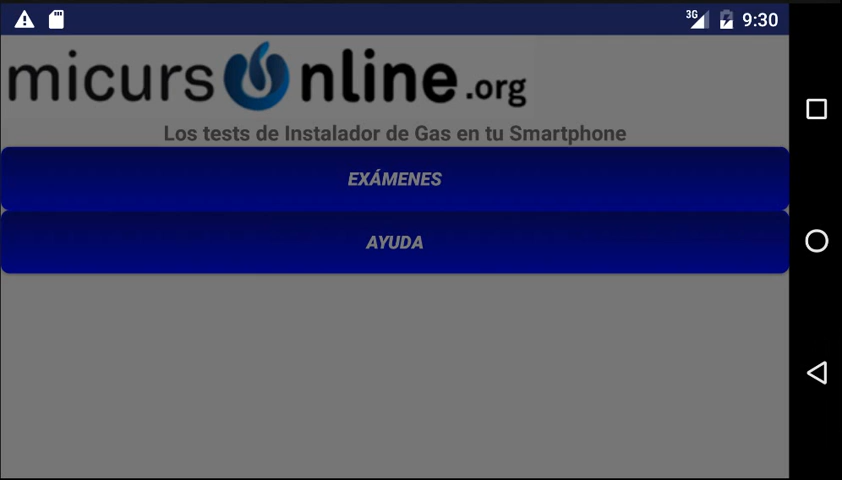 3G 9:30
micursOnline.org
Los tests de Instalador de Gas en tu Smartphone
EXÁMENES
AYUDA